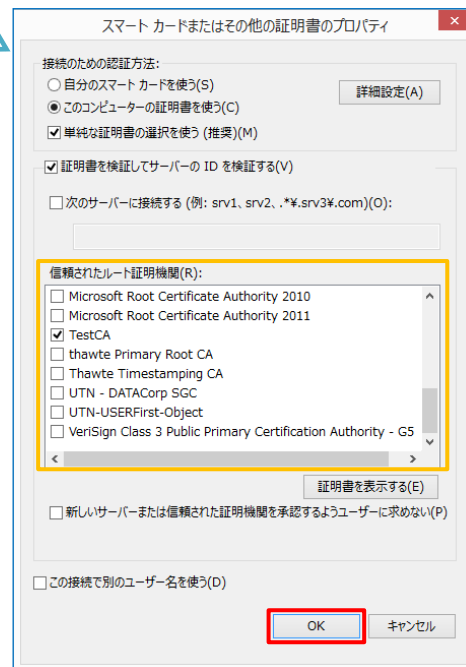 スマート カードまたはその他の証明書のプロパティ
接続のための認証方法:
自分のスマート カードを使う(S)
詳細設定(A)
このコンピューターの証明書を使う(C)
単純な証明書の選択を使う (推奨)(M)
証明書を検証してサーバーの ID を検証する(V)
次のサーバーに接続する (例: srv1、srv2、.*¥.srv3¥.com)(O):
信頼されたルート証明機関(R):
Microsoft Root Certificate Authority 2010
Microsoft Root Certificate Authority 2011
TestCA
thawte Primary Root CA
Thawte Timestamping CA
UTN - DATACorp SGC
UTN-USERFirst-Object
VeriSign Class 3 Public Primary Certification Authority - G5
証明書を表示する(E)
新しいサーバーまたは信頼された証明機関を承認するようユーザーに求めない(P)
この接続で別のユーザー名を使う(D)
OK
キャンセル